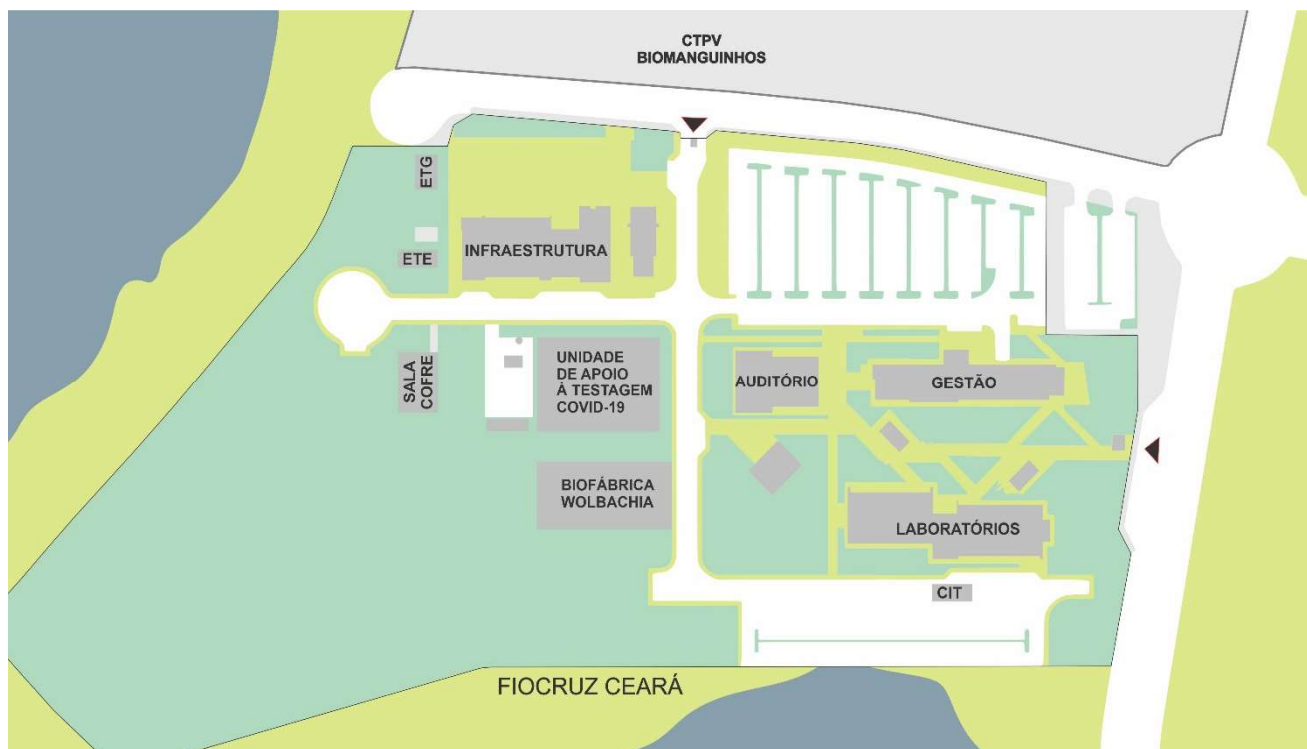 CTPV
BIOMANGUINHOS
ETG
INFRAESTRUTURA
ETE
SALA
COFRE
UNIDADE
DE APOIO
À TESTAGEM
COVID-19
AUDITÓRIO
GESTÃO
BIOFÁBRICA
WOLBACHIA
LABORATÓRIOS
CIT
FIOCRUZ CEARÁ